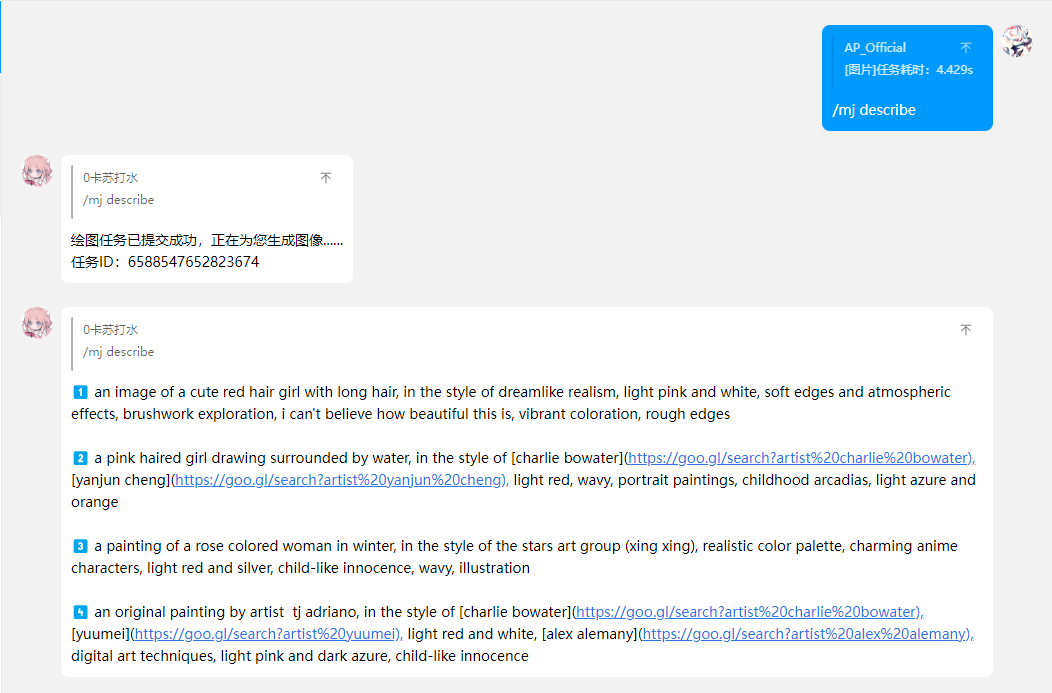 AP_Official
[图片]任务耗时：4.429s
/mj describe
0卡苏打水
/mj describe
绘图任务已提交成功，正在为您生成图像......
任务ID：6588547652823674
0卡苏打水
/mj describe
1 an image of a cute red hair girl with long hair, in the style of dreamlike realism, light pink and white, soft edges and atmospheric
effects, brushwork exploration, i can't believe how beautiful this is, vibrant coloration, rough edges
2 a pink haired girl drawing surrounded by water, in the style of [charlie bowater](https://goo.gl/search?artist%20charlie%20bowater),
[yanjun cheng](https://goo.gl/search?artist%20yanjun%20cheng), light red, wavy, portrait paintings, childhood arcadias, light azure and
orange
3 a painting of a rose colored woman in winter, in the style of the stars art group (xing xing), realistic color palette, charming anime
characters, light red and silver, child-like innocence, wavy, illustration
4 an original painting by artist  tj adriano, in the style of [charlie bowater](https://goo.gl/search?artist%20charlie%20bowater),
[yuumei](https://goo.gl/search?artist%20yuumei), light red and white, [alex alemany](https://goo.gl/search?artist%20alex%20alemany),
digital art techniques, light pink and dark azure, child-like innocence